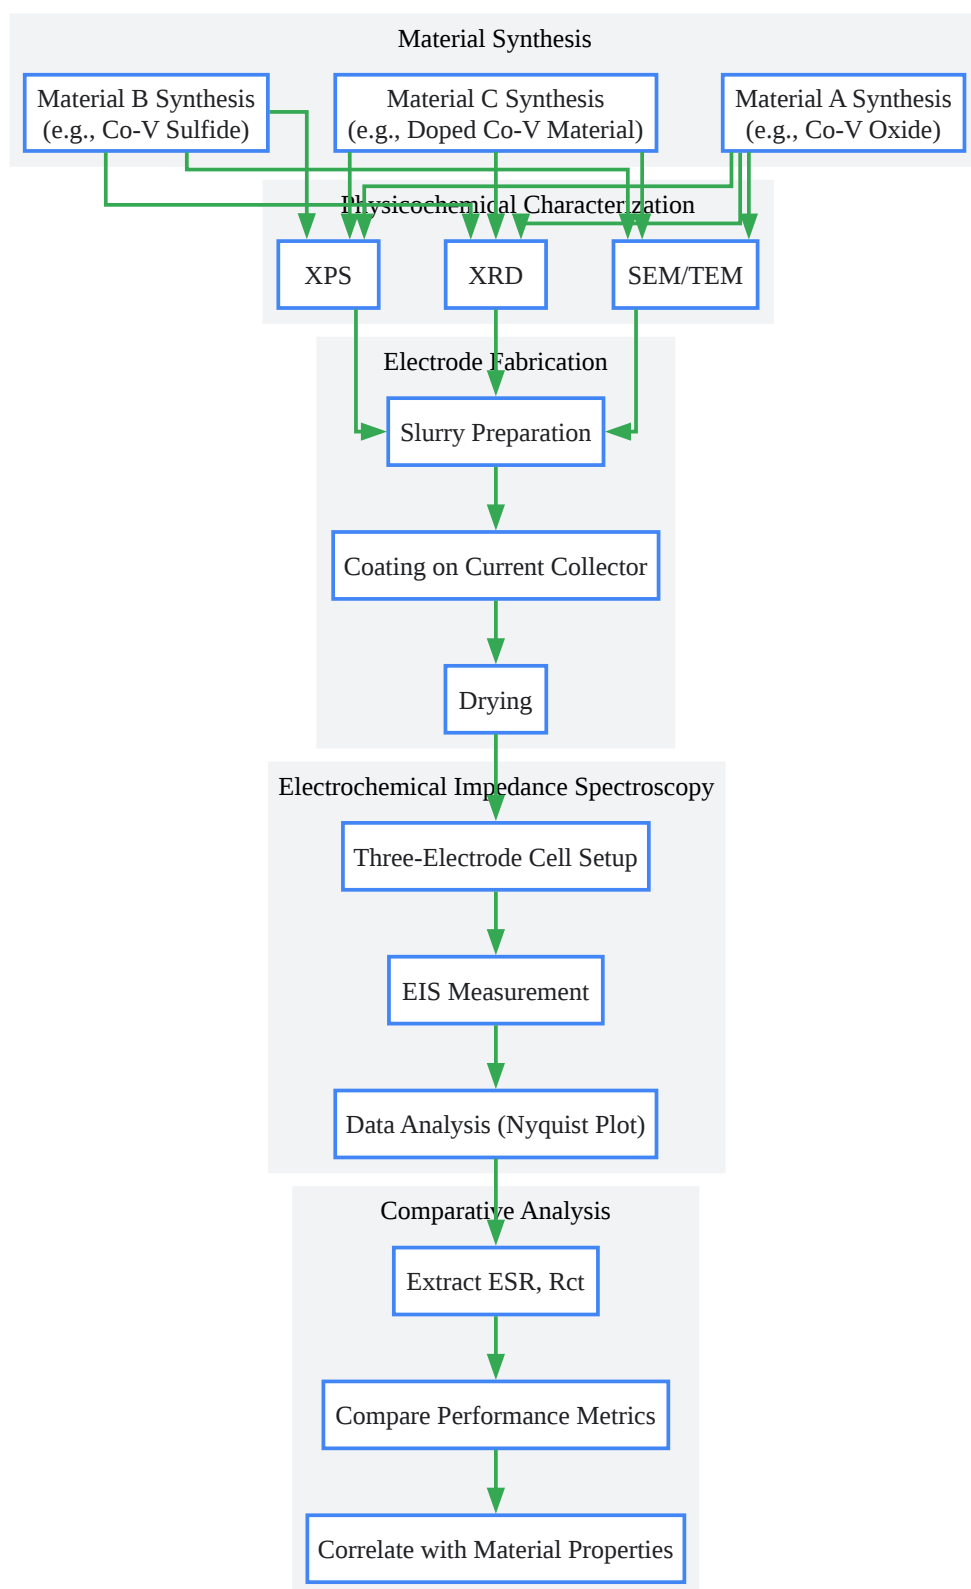 Material Synthesis
Material B Synthesis
(e.g., Co-V Sulfide)
Material C Synthesis
(e.g., Doped Co-V Material)
Material A Synthesis
(e.g., Co-V Oxide)
Physicochemical Characterization
XPS
XRD
SEM/TEM
Electrode Fabrication
Slurry Preparation
Coating on Current Collector
Drying
Electrochemical Impedance Spectroscopy
Three-Electrode Cell Setup
EIS Measurement
Data Analysis (Nyquist Plot)
Comparative Analysis
Extract ESR, Rct
Compare Performance Metrics
Correlate with Material Properties